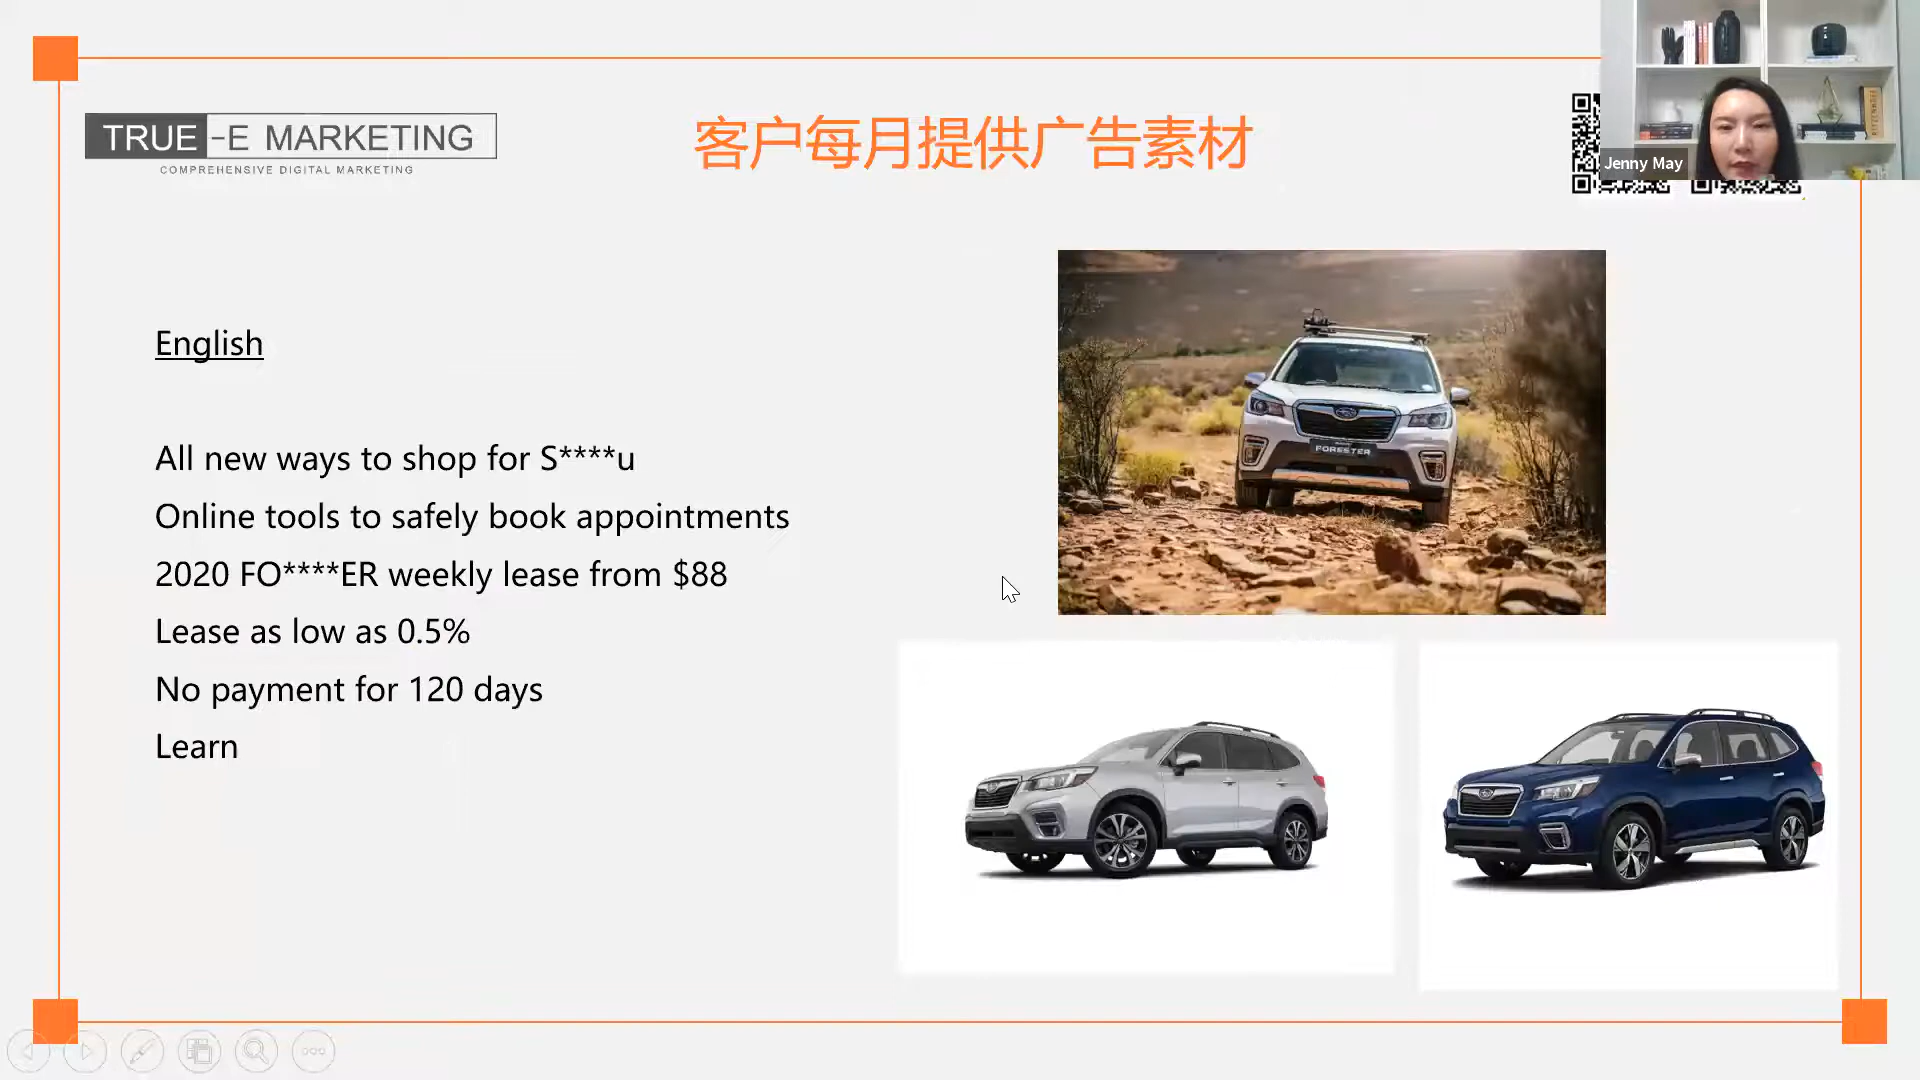 TRUE-E MARKETING
COMPREHENSIVE DIGITAL MARKETING
客户每月提供广告素材
Jenny May
English
All new ways to shop for S****u
Online tools to safely book appointments
2020 FO****ER weekly lease from $88
Lease as low as 0.5%
No payment for 120 days
Learn
FORESTER